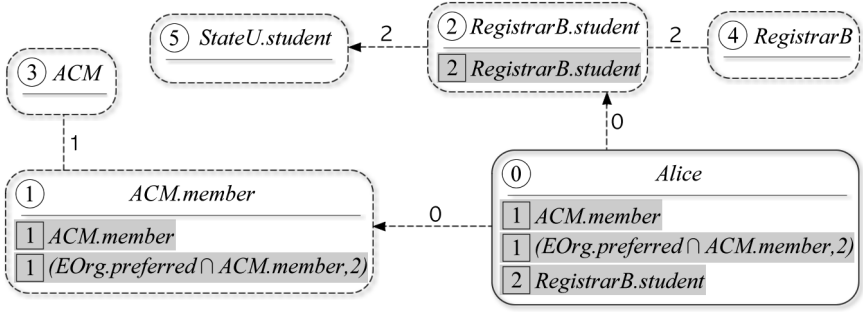 5 StateU.student
2
2 RegistrarB.student
2 RegistrarB.student
2
4 RegistrarB
3 ACM
1
0
1 ACM.member
1 ACM.member
1 (EOrg.preferred∩ACM.member,2)
0
0 Alice
1 ACM.member
1 (EOrg.preferred∩ACM.member,2)
2 RegistrarB.student